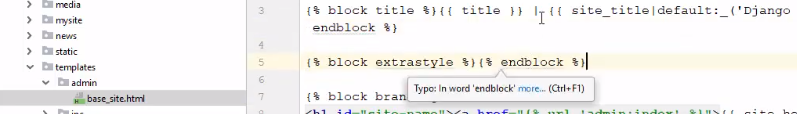 media
mysite
news
static
templates
admin
base_site.html
3 {% block title %}{{ title }} | {{ site_title|default:_('Django
endblock %}
4
5 {% block extrastyle %}{% endblock %}
Typo: In word 'endblock' more... (Ctrl+F1)
7 {% block